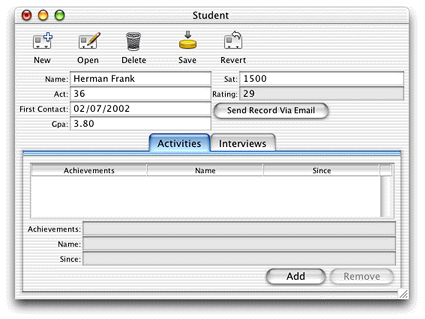 Student
New Open Delete Save Revert
Name: Herman Frank Sat: 1500
Act: 36 Rating: 29
First Contact: 02/07/2002 Send Record Via Email
Gpa: 3.80
Activities Interviews
Achievements Name Since
Achievements:
Name:
Since:
Add Remove